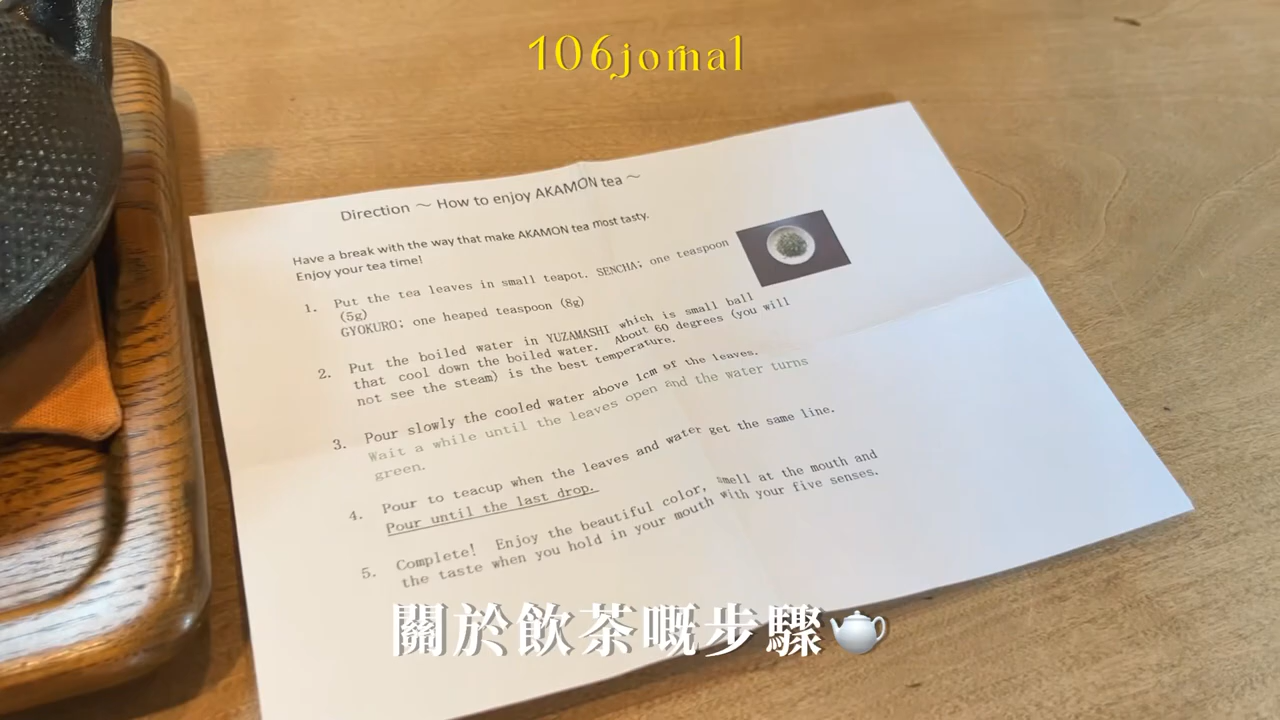 106jornal
Direction ～ How to enjoy AKAMON tea ～
Have a break with the way that make AKAMON tea most tasty.
Enjoy your tea time!
1. Put the tea leaves in small teapot. SENCHA; one teaspoon
(5g)
GYOKURO; one heaped teaspoon (8g)
2. Put the boiled water in YUZAMASHI which is small ball
that cool down the boiled water. About 60 degrees (you will
not see the steam) is the best temperature.
3. Pour slowly the cooled water above 1cm of the leaves.
Wait a while until the leaves open and the water turns
green.
4. Pour to teacup when the leaves and water get the same line.
Pour until the last drop.
5. Complete! Enjoy the beautiful color, smell at the mouth and
the taste when you hold in your mouth with your five senses.
關於飲茶嘅步驟